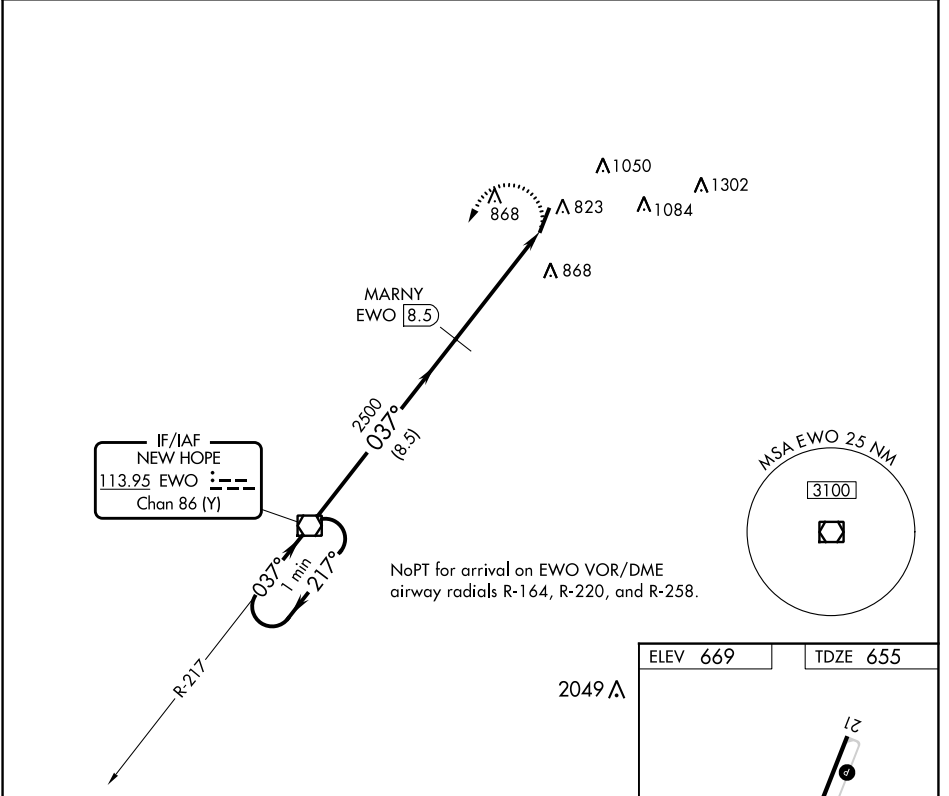 1050
1302
868
823
1084
868
MARNY
EWO 8.5
2500
037°
(8.5)
IF/IAF
NEW HOPE
113.95 EWO
Chan 86 (Y)
MSA EWO 25 NM
3100
037°
1 min
217°
NoPT for arrival on EWO VOR/DME
airway radials R-164, R-220, and R-258.
R-217
2049
ELEV 669
TDZE 655
21
P